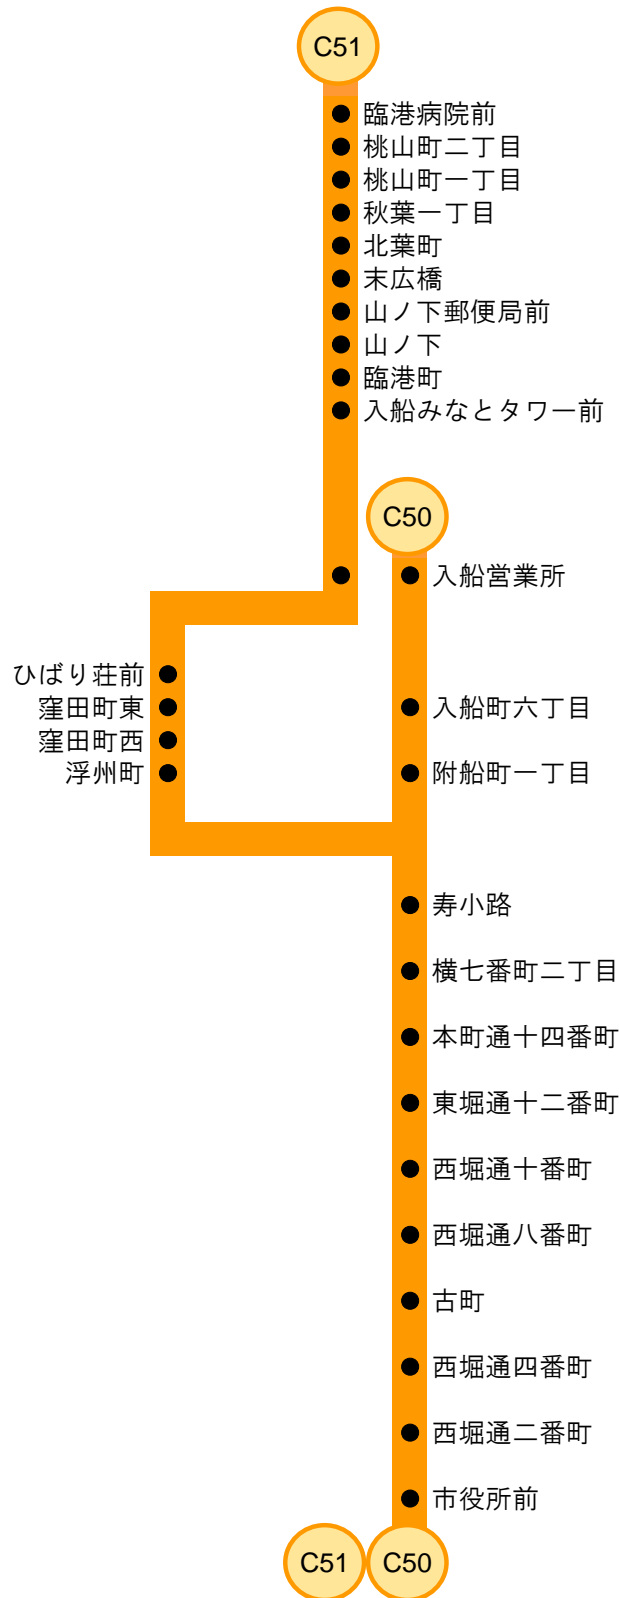 C51
臨港病院前
桃山町二丁目
桃山町一丁目
秋葉一丁目
北葉町
末広橋
山ノ下郵便局前
山ノ下
臨港町
入船みなとタワー前
C50
入船営業所
ひばり荘前
窪田町東
入船町六丁目
窪田町西
浮州町
附船町一丁目
寿小路
横七番町二丁目
本町通十四番町
東堀通十二番町
西堀通十番町
西堀通八番町
古町
西堀通四番町
西堀通二番町
市役所前
C51
C50